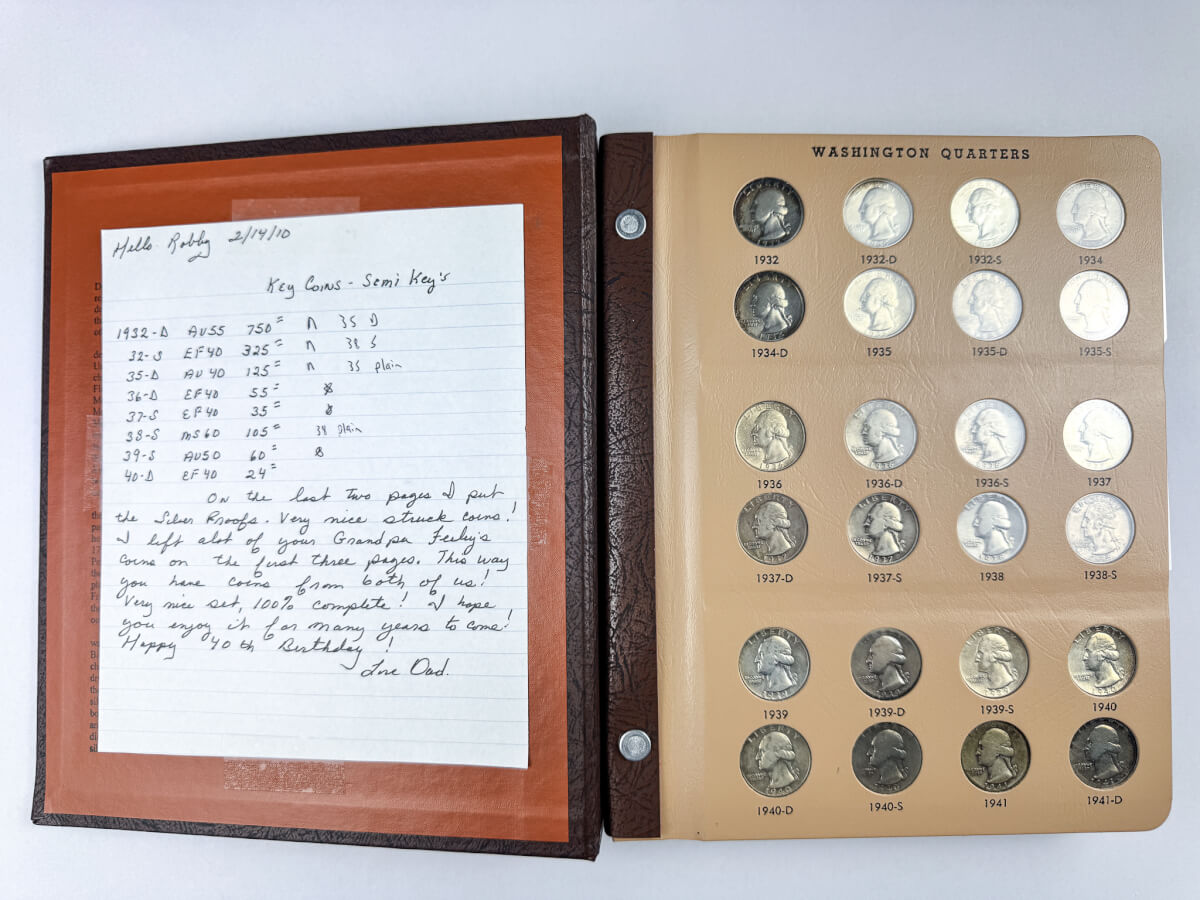 Hello Robby 2/14/10
Key Coins - Semi Key's
1932-D AU55 750= n 35 D
32-S EF40 325= n 38 S
35-D AU 40 125= n 35 plain
36-D EF40 55=
37-S EF40 35=
38-S MS60 105= 38 plain
39-S AU50 60=
40-D EF40 24=
On the last two pages I put
the Silver Proofs. Very nice struck coins!
I left alot of your Grandpa
coins on the first three pages. This way
you have coins from both of us!
Very nice set, 100% complete! I hope
you enjoy it for many years to come!
Happy 40th Birthday!
Love Dad.
WASHINGTON QUARTERS
1932 1932-D 1932-S 1934
1934-D 1935 1935-D 1935-S
1936 1936-D 1936-S 1937
1937-D 1937-S 1938 1938-S
1939 1939-D 1939-S 1940
1940-D 1940-S 1941 1941-D